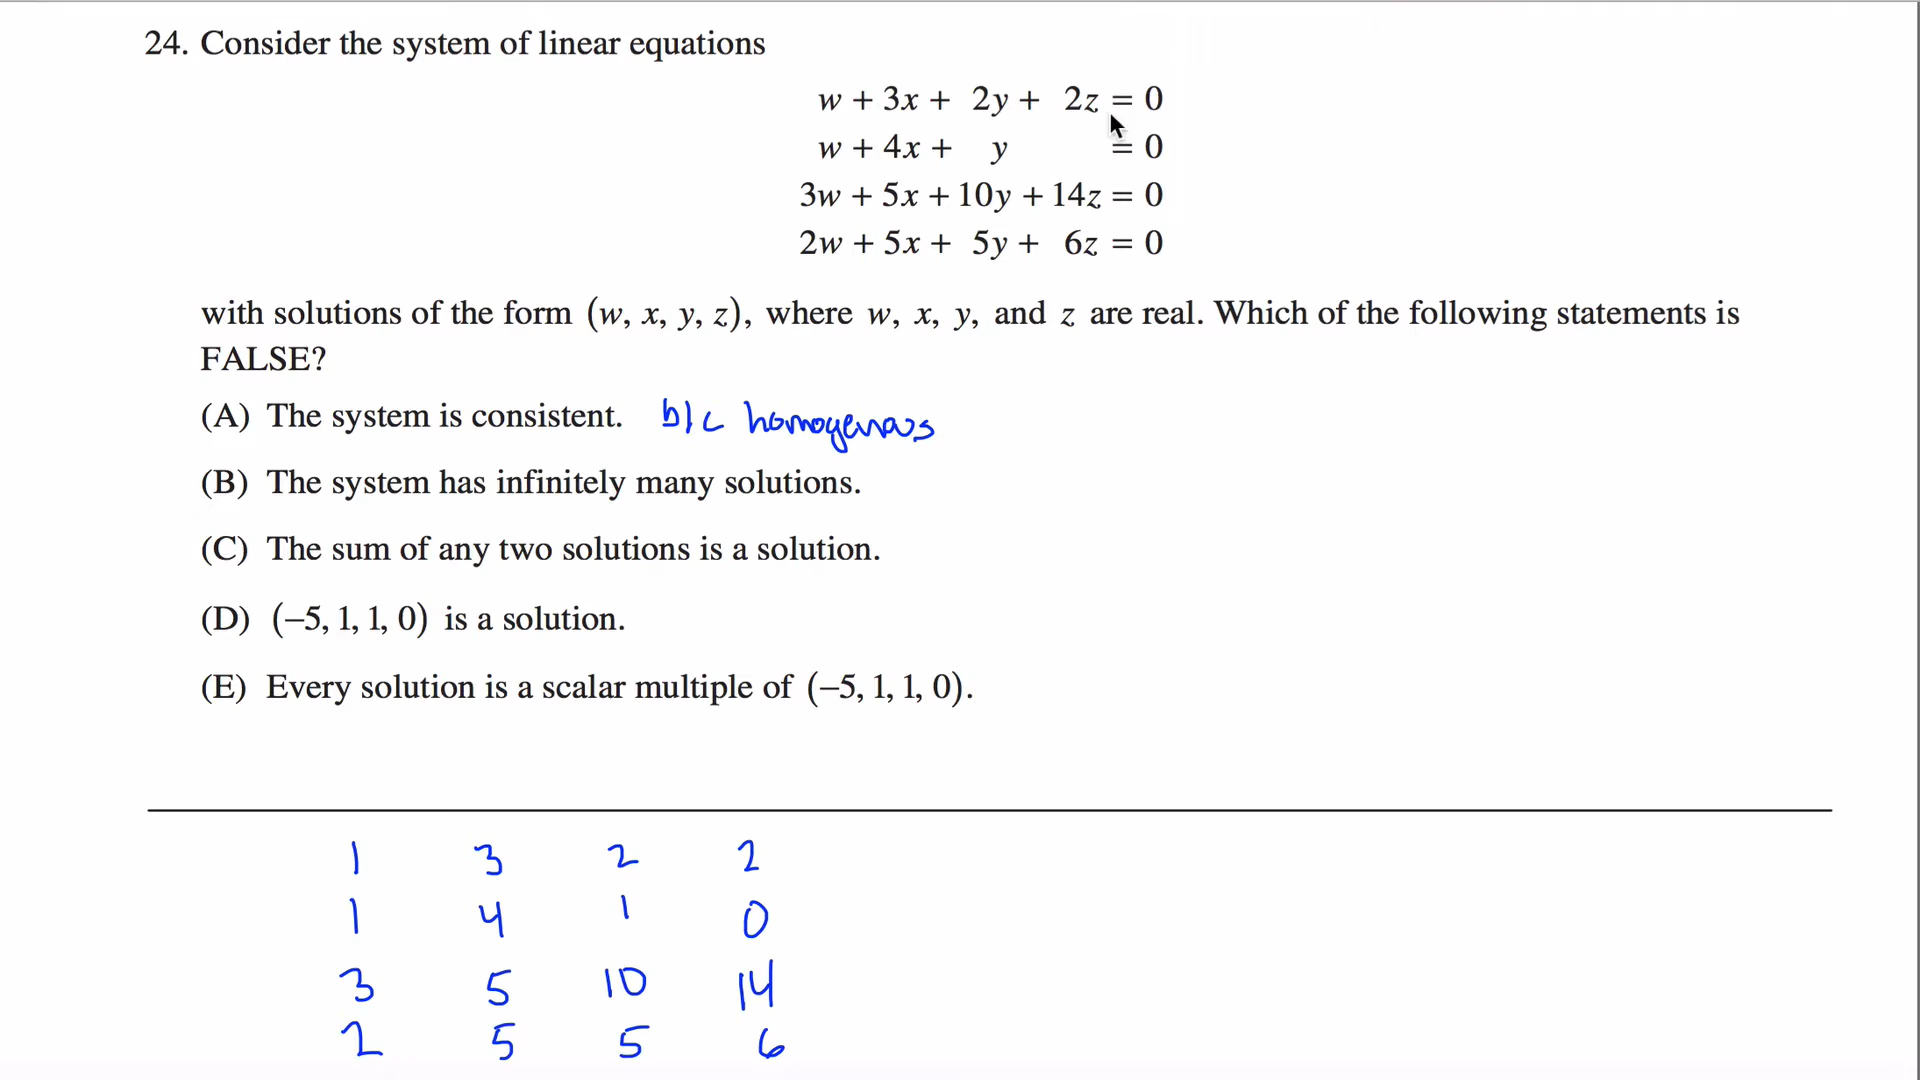 24. Consider the system of linear equations
w + 3x + 2y + 2z = 0
w + 4x + y = 0
3w + 5x + 10y + 14z = 0
2w + 5x + 5y + 6z = 0
with solutions of the form (w, x, y, z), where w, x, y, and z are real. Which of the following statements is
FALSE?
(A) The system is consistent. b/c homogenous
(B) The system has infinitely many solutions.
(C) The sum of any two solutions is a solution.
(D) (–5, 1, 1, 0) is a solution.
(E) Every solution is a scalar multiple of (–5, 1, 1, 0).
1 3 2 2
1 4 1 0
3 5 10 14
2 5 5 6